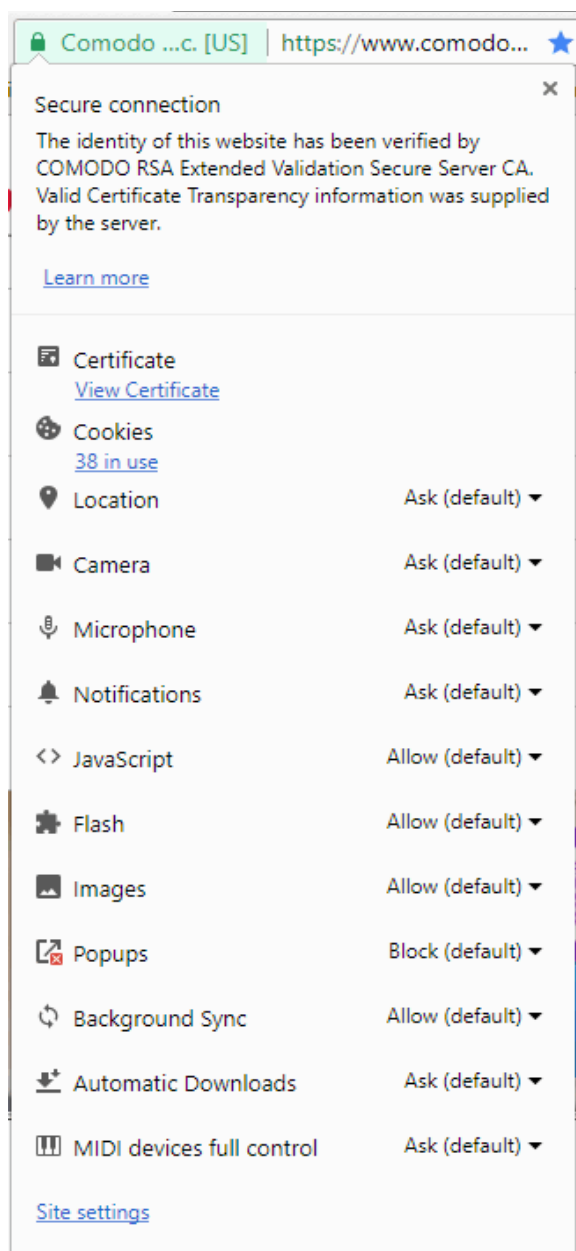 Comodo ...c. [US] https://www.comodo...
Secure connection
The identity of this website has been verified by
COMODO RSA Extended Validation Secure Server CA.
Valid Certificate Transparency information was supplied
by the server.
Learn more
Certificate
View Certificate
Cookies
38 in use
Location Ask (default)
Camera Ask (default)
Microphone Ask (default)
Notifications Ask (default)
JavaScript Allow (default)
Flash Allow (default)
Images Allow (default)
Popups Block (default)
Background Sync Allow (default)
Automatic Downloads Ask (default)
MIDI devices full control Ask (default)
Site settings